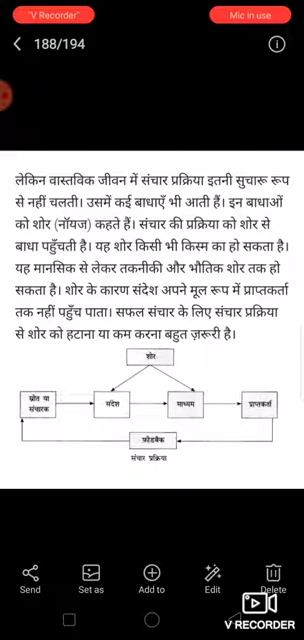 "V Recorder"
Mic in use
188/194
लेकिन वास्तविक जीवन में संचार प्रक्रिया इतनी सुचारू रूप
से नहीं चलती। उसमें कई बाधाएँ भी आती हैं। इन बाधाओं
को शोर (नॉयज) कहते हैं। संचार की प्रक्रिया को शोर से
बाधा पहुँचती है। यह शोर किसी भी किस्म का हो सकता है।
यह मानसिक से लेकर तकनीकी और भौतिक शोर तक हो
सकता है। शोर के कारण संदेश अपने मूल रूप में प्राप्तकर्ता
तक नहीं पहुँच पाता। सफल संचार के लिए संचार प्रक्रिया
से शोर को हटाना या कम करना बहुत ज़रूरी है।
शोर
स्रोत या
संचारक
संदेश
माध्यम
प्राप्तकर्ता
फ़ीडबैक
संचार प्रक्रिया
Send
Set as
Add to
Edit
Delete
V RECORDER